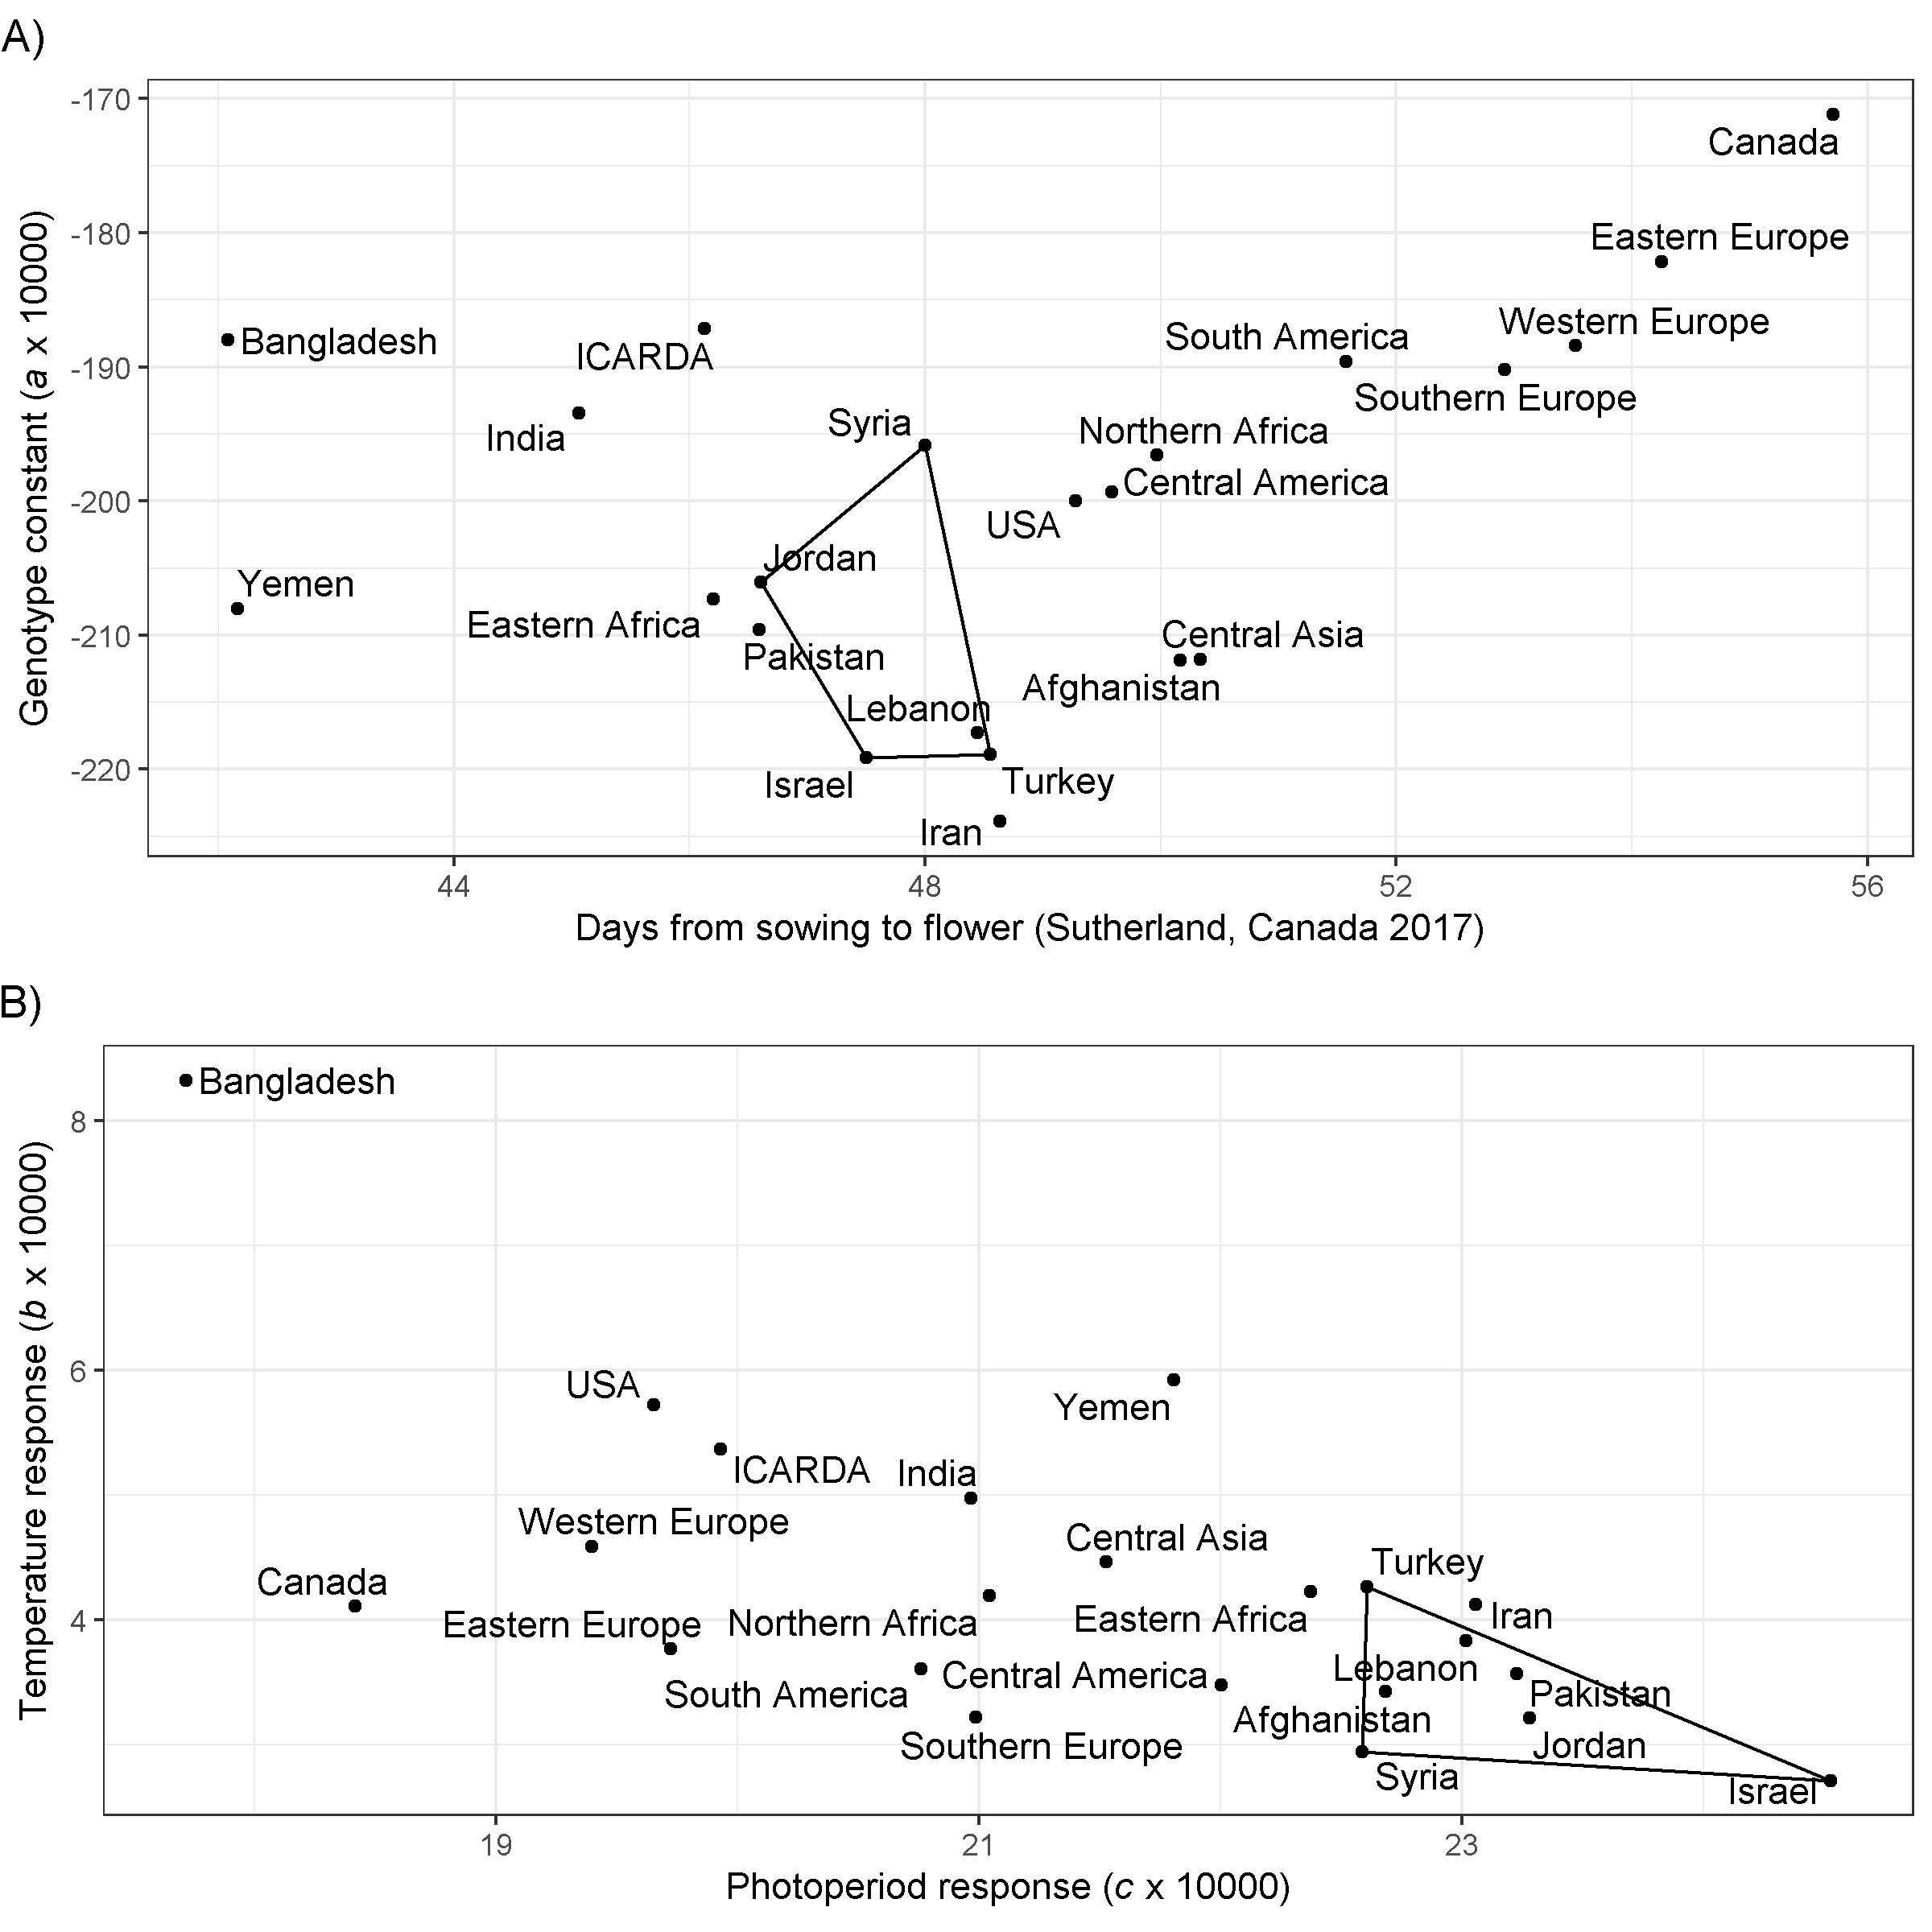 A)
-170
Canada
Eastern Europe
-180
Western Europe
South America
Bangladesh
ICARDA
-190
Southern Europe
Syria
Northern Africa
India
Central America
-200
USA
Jordan
Yemen
Eastern Africa
-210
Central Asia
Pakistan
Afghanistan
Lebanon
-220
Israel
Turkey
Iran
Genotype constant (a x 10000)
44 48 52 56
Days from sowing to flower (Sutherland, Canada 2017)
B)
Bangladesh
8
6
USA
Yemen
ICARDA
India
Western Europe
Central Asia
Turkey
Canada
4
Eastern Europe
Northern Africa
Eastern Africa
Iran
Lebanon
Central America
South America
Pakistan
Afghanistan
Southern Europe
Jordan
Syria
Israel
Temperature response (b x 10000)
19 21 23
Photoperiod response (c x 10000)